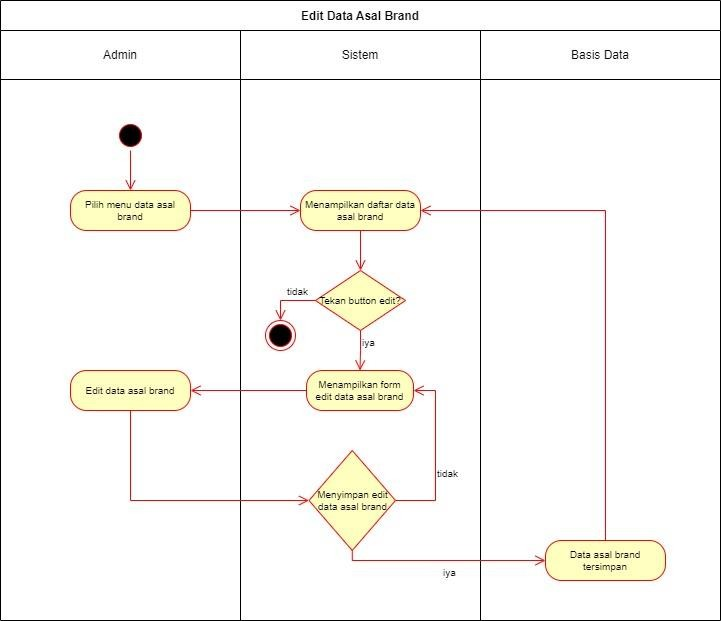 Edit Data Asal Brand
Admin
Sistem
Basis Data
Pilih menu data asal
brand
Menampilkan daftar data
asal brand
tidak
Tekan button edit?
iya
Edit data asal brand
Menampilkan form
edit data asal brand
tidak
Menyimpan edit
data asal brand
iya
Data asal brand
tersimpan